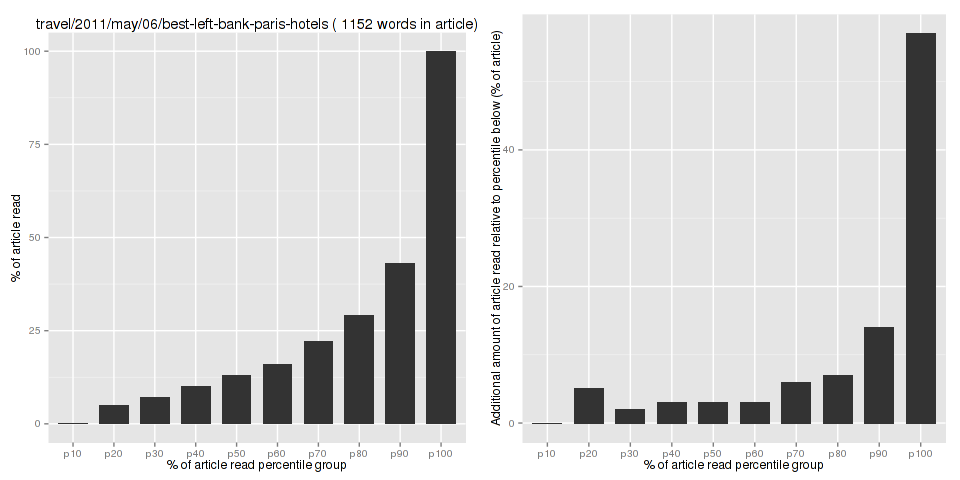 travel/2011/may/06/best-left-bank-paris-hotels ( 1152 words in article)
% of article read
100
75
50
25
0
p10 p20 p30 p40 p50 p60 p70 p80 p90 p100
% of article read percentile group
Additional amount of article read relative to percentile below (% of article)
40
20
0
p10 p20 p30 p40 p50 p60 p70 p80 p90 p100
% of article read percentile group